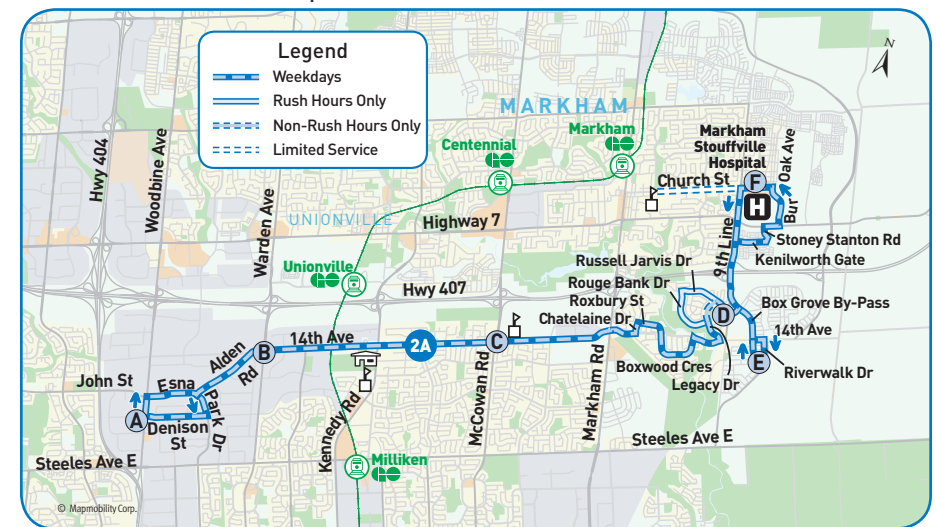 Legend
Weekdays
Rush Hours Only
Non-Rush Hours Only
Limited Service
N
MARKHAM
Centennial
Markham
Markham
Stouffville
Hospital
Church St
F
H
Bur Oak Ave
Hwy 404
Woodbine Ave
Warden Ave
UNIONVILLE
Highway 7
9th Line
Stoney Stanton Rd
Kenilworth Gate
Unionville
Hwy 407
Russell Jarvis Dr
Rouge Bank Dr
Roxbury St
Chatelaine Dr
Box Grove By-Pass
D
14th Ave
14th Ave
2A
C
B
E
Riverwalk Dr
Boxwood Cres
Legacy Dr
John St
Esna Park Dr
Alden Rd
A
Denison
St
Kennedy Rd
McCowan Rd
Markham Rd
Steeles Ave E
Steeles Ave E
Milliken
© Mapmobility Corp.